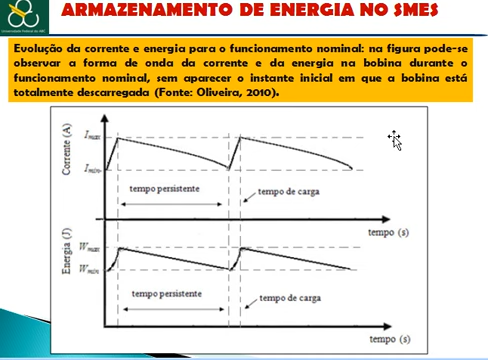 ARMAZENAMENTO DE ENERGIA NO SMES
Evolução da corrente e energia para o funcionamento nominal: na figura pode-se
observar a forma de onda da corrente e da energia na bobina durante o
funcionamento nominal, sem aparecer o instante inicial em que a bobina está
totalmente descarregada (Fonte: Oliveira, 2010).
Corrente (A)
Imax
Imin
tempo persistente
tempo de carga
tempo (s)
Energia (J)
Wmax
Wmin
tempo persistente
tempo de carga
tempo (s)